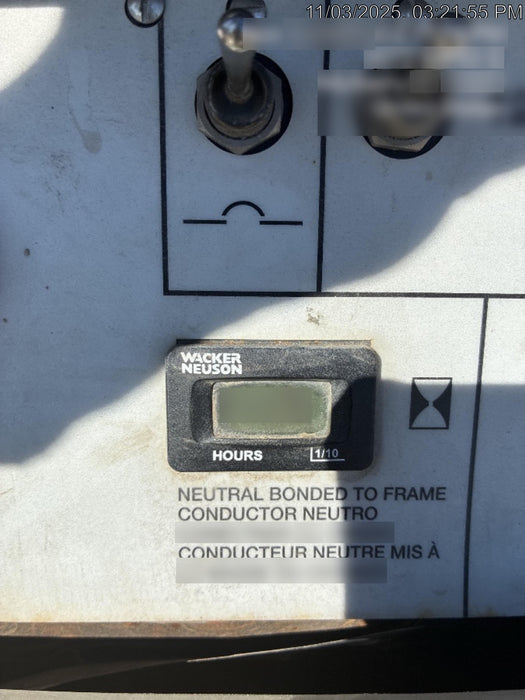 11/03/2025 03:21:55 PM
WACKER
NEUSON
HOURS
1/10
NEUTRAL BONDED TO FRAME
CONDUCTOR NEUTRO
CONDUCTEUR NEUTRE MIS À